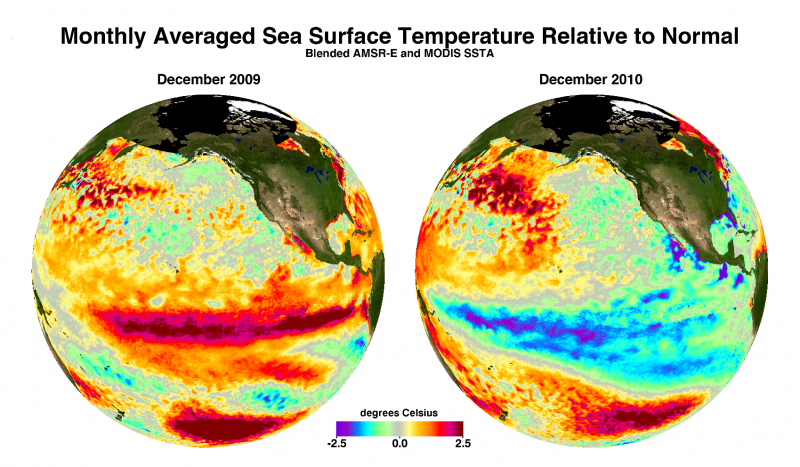 Monthly Averaged Sea Surface Temperature Relative to Normal
Blended AMSR-E and MODIS SSTA
December 2009
December 2010
degrees Celsius
-2.5 0.0 2.5